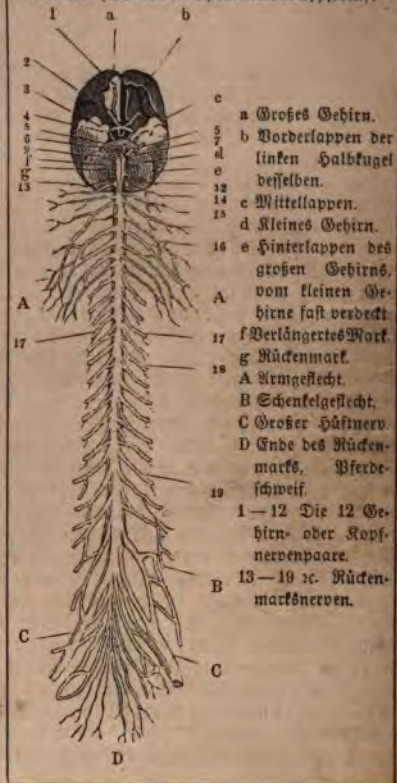 1 a b
2
3
4
5
6
9
f
g
13
c
5
7
d
e
12
14
15
16
A
A
17
17
18
19
B
C
C
D
a Großes Gehirn.
b Vorderlappen der
linken Halbkugel
desselben.
c Mittellappen.
d Kleines Gehirn.
e Hinterlappen des
großen Gehirns,
vom kleinen Ge-
hirne fast verdeckt.
f Verlängertes Mark.
g Rückenmark.
A Armgeflecht.
B Schenkelgeflecht.
C Großer Hüftnerv.
D Ende des Rücken-
marks, Pferde-
schweif.
1—12 Die 12 Ge-
hirn- oder Kopf-
nervenpaare.
13—19 ꝛc. Rücken-
marksnerven.